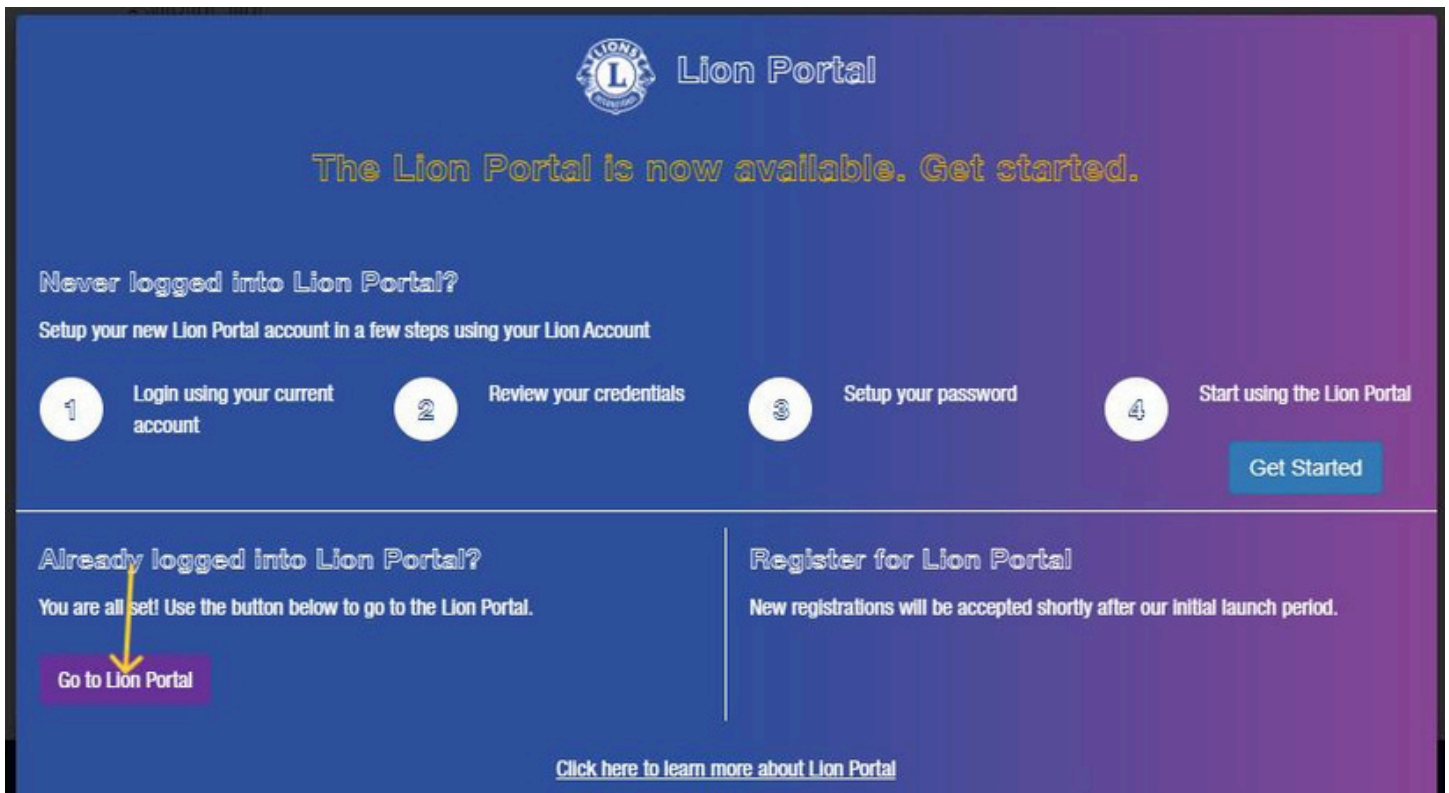 LIONS
L
INTERNATIONAL
Lion Portal
The Lion Portal is now available. Get started.
Never logged into Lion Portal?
Setup your new Lion Portal account in a few steps using your Lion Account
1
Login using your current
account
2
Review your credentials
3
Setup your password
4
Start using the Lion Portal
Get Started
Already logged into Lion Portal?
You are all set! Use the button below to go to the Lion Portal.
Go to Lion Portal
Register for Lion Portal
New registrations will be accepted shortly after our initial launch period.
Click here to learn more about Lion Portal